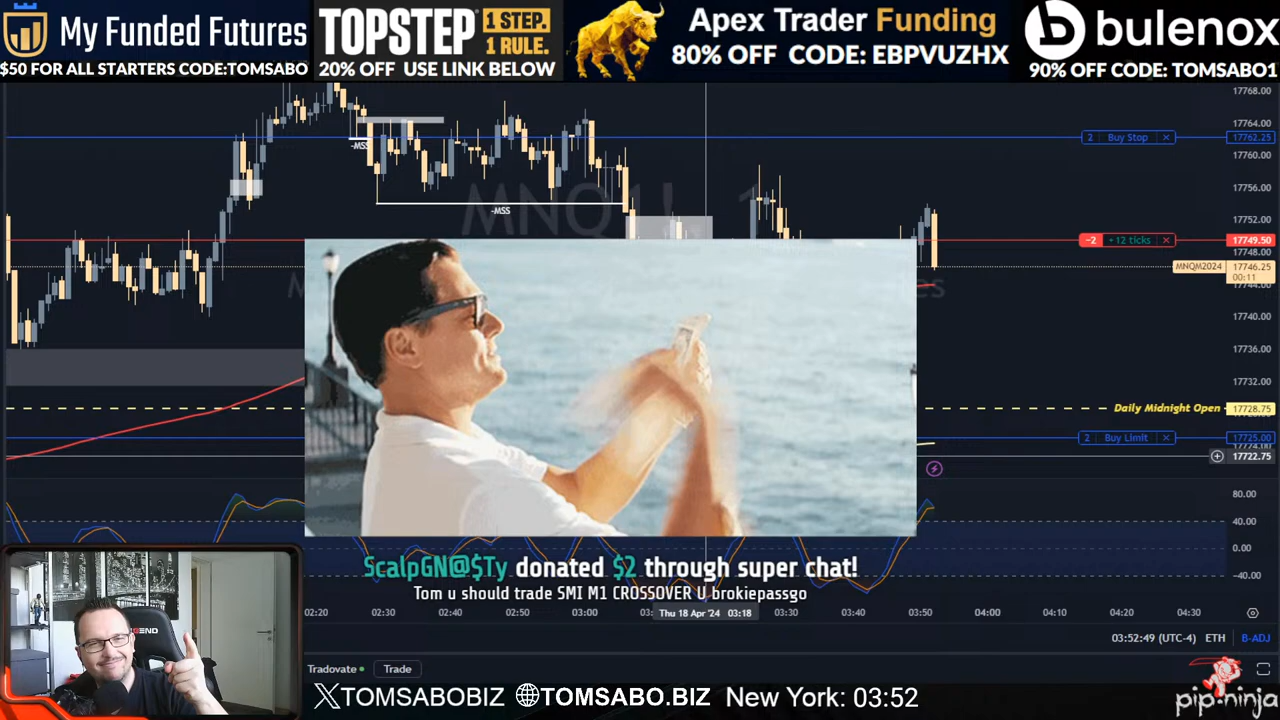 My Funded Futures
$50 FOR ALL STARTERS CODE:TOMSABO
TOPSTEP
1 STEP.
1 RULE.
20% OFF USE LINK BELOW
Apex Trader Funding
80% OFF CODE: EBPVUZHX
bulenox
90% OFF CODE: TOMSABO1
17768.00
17764.00
2 Buy Stop × 17762.25
-MSS
17760.00
17756.00
-MSS
MNQ1!, 1
17752.00
-2 +12 ticks × 17749.50
17748.00
MNQM2024 17746.25
00:11
17744.00
17740.00
17736.00
17732.00
Daily Midnight Open 17728.75
2 Buy Limit × 17725.00
17722.75
80.00
40.00
0.00
-40.00
ScalpGN@$Ty donated $2 through super chat!
Tom u should trade SMI M1 CROSSOVER U brokiepassgo
02:20 02:30 02:40 02:50 03: Thu 18 Apr '24 03:18 03:30 03:40 03:50 04:00 04:10 04:30
03:52:49 (UTC-4) ETH B-ADJ
Tradovate Trade
XTOMSABOBIZ TOMSABO.BIZ New York: 03:52
pip.ninja